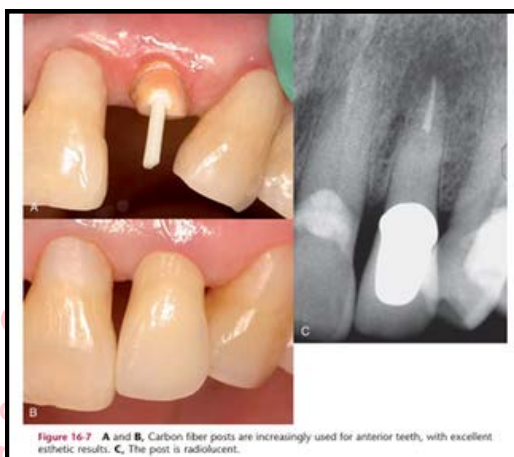 A
B
C
Figure 16-7 A and B, Carbon fiber posts are increasingly used for anterior teeth, with excellent
esthetic results. C, The post is radiolucent.